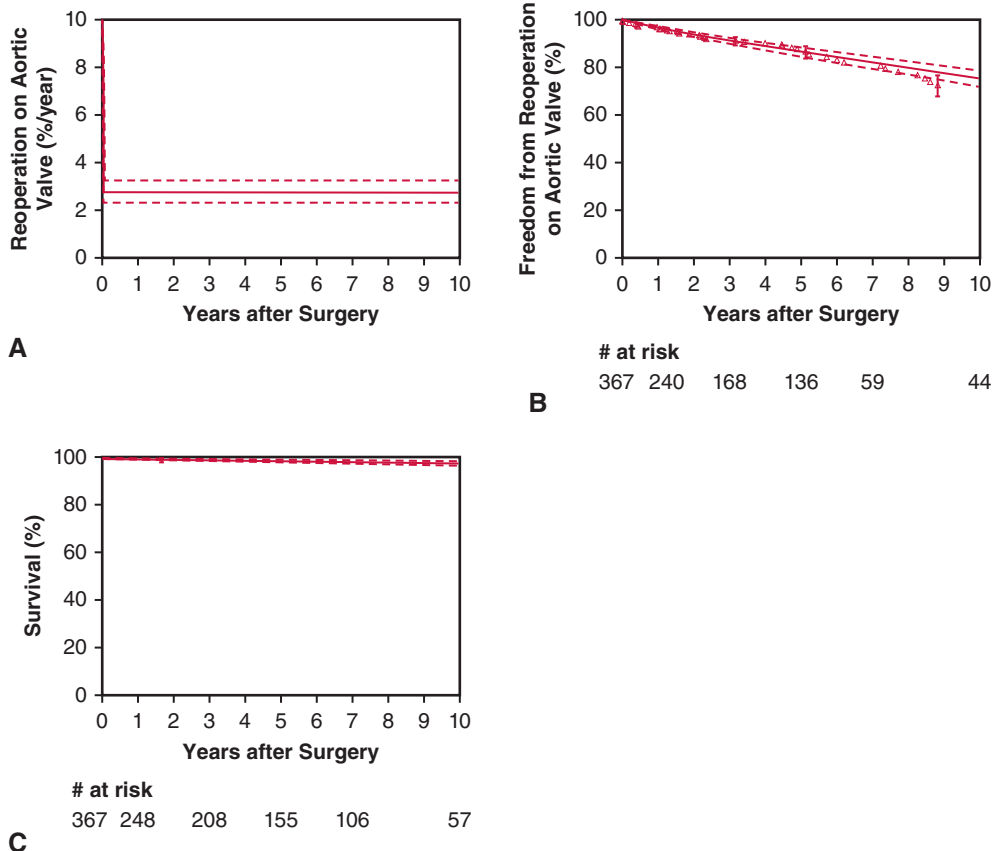 Reoperation on Aortic
Valve (%/year)
10
8
6
4
2
0
0 1 2 3 4 5 6 7 8 9 10
Years after Surgery
A
Freedom from Reoperation
on Aortic Valve (%)
100
80
60
40
20
0
0 1 2 3 4 5 6 7 8 9 10
Years after Surgery
# at risk
367 240 168 136 59 44
B
Survival (%)
100
80
60
40
20
0
0 1 2 3 4 5 6 7 8 9 10
Years after Surgery
# at risk
367 248 208 155 106 57
C